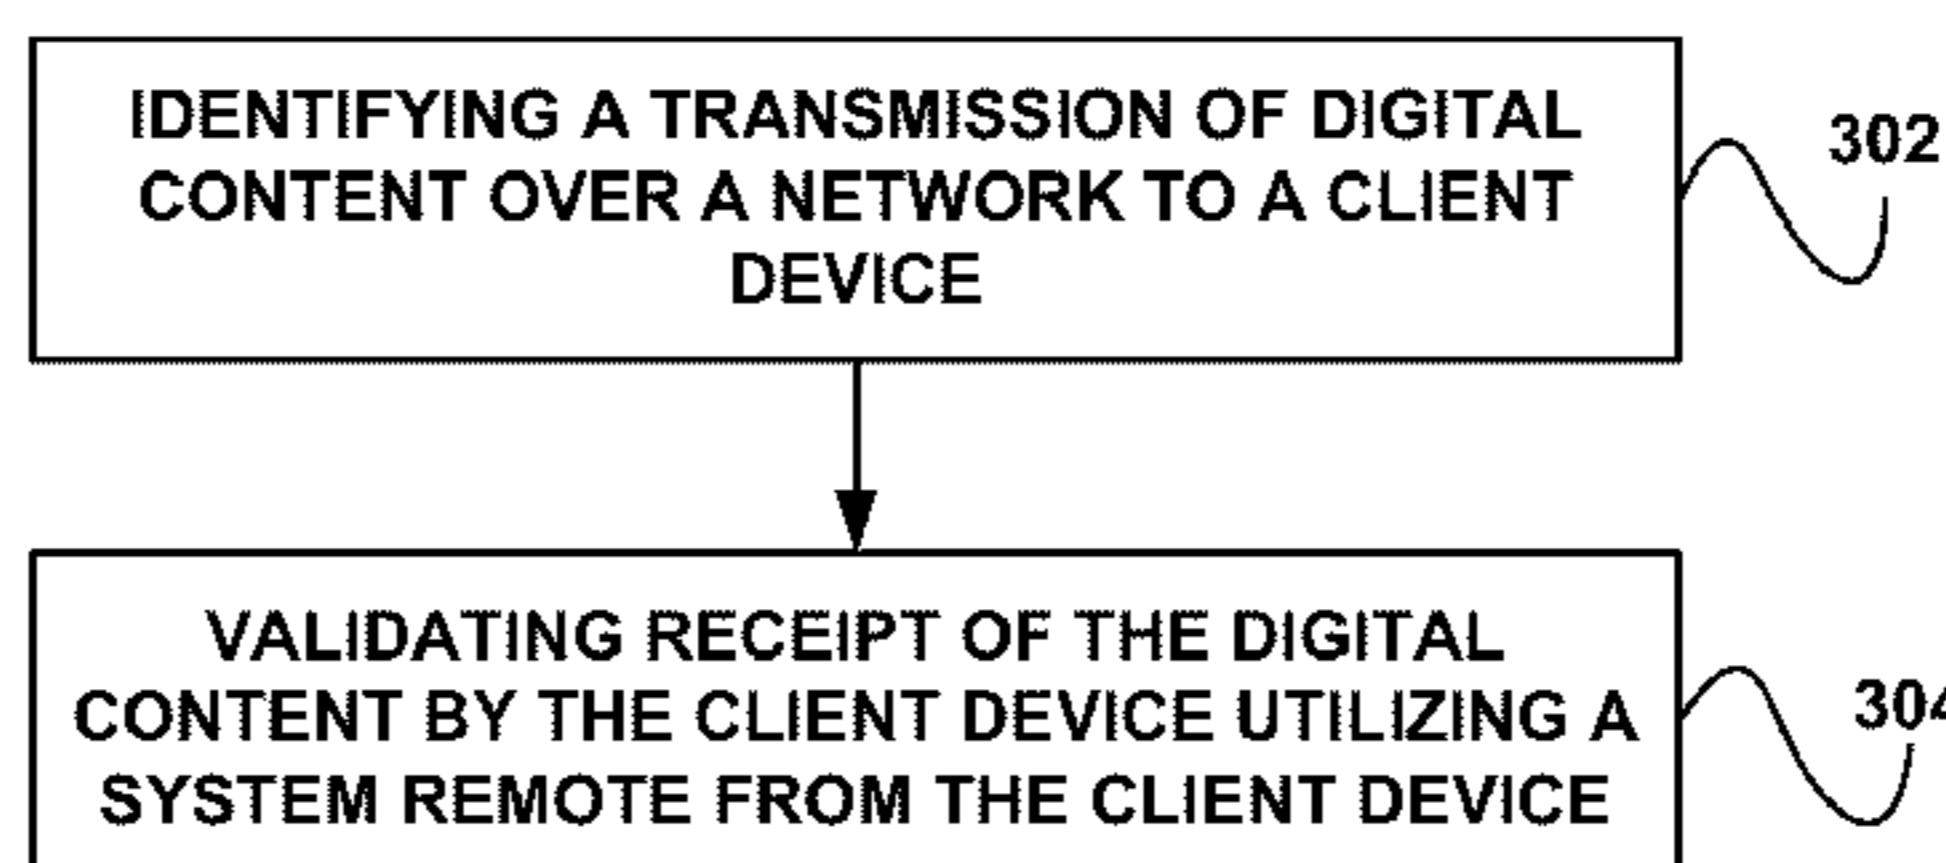 IDENTIFYING A TRANSMISSION OF DIGITAL
CONTENT OVER A NETWORK TO A CLIENT
DEVICE
302
VALIDATING RECEIPT OF THE DIGITAL
CONTENT BY THE CLIENT DEVICE UTILIZING A
SYSTEM REMOTE FROM THE CLIENT DEVICE
304